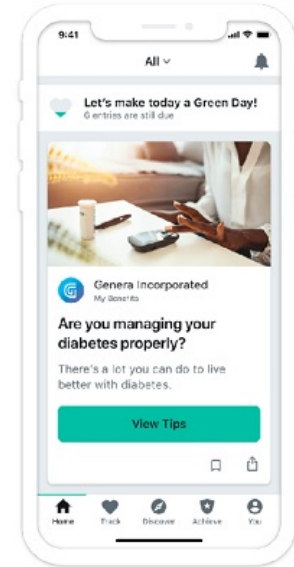 9:41
All
Let's make today a Green Day!
6 entries are still due
Genera Incorporated
My Benefits
Are you managing your
diabetes properly?
There's a lot you can do to live
better with diabetes.
View Tips
Home Track Discover Achieve You